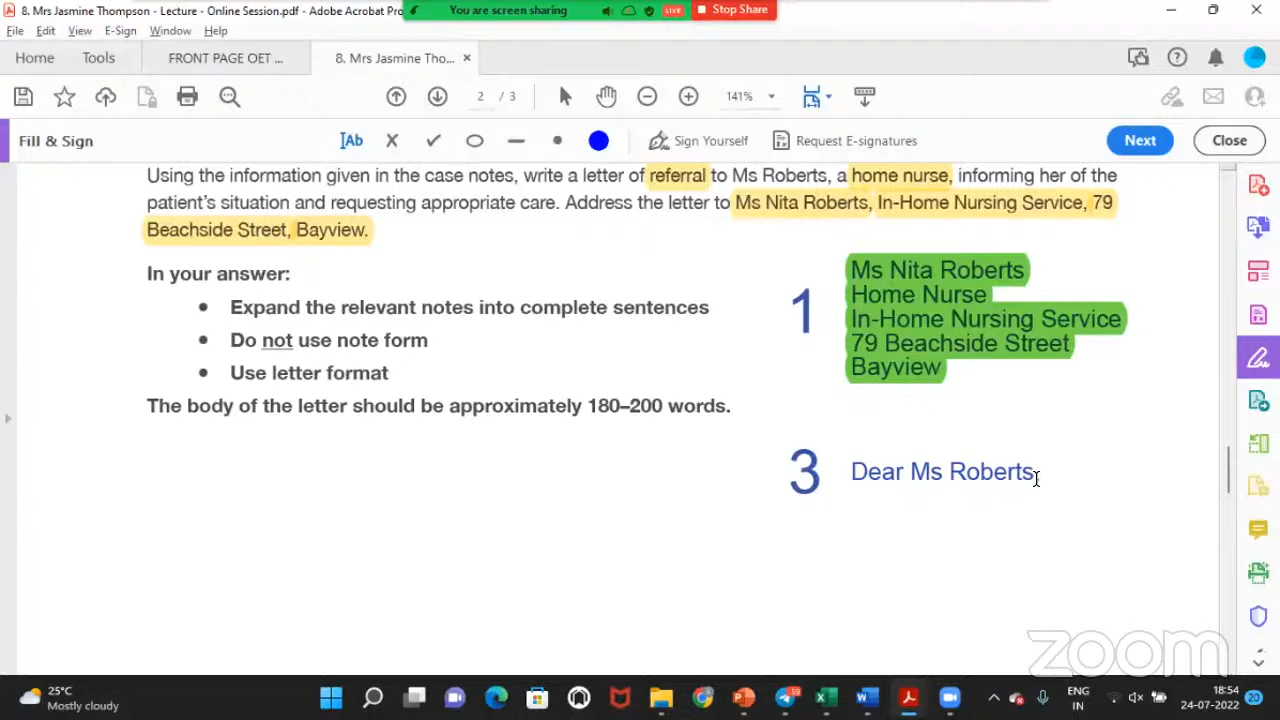 8. Mrs Jasmine Thompson - Lecture - Online Session.pdf - Adobe Acrobat Pro
You are screen sharing LIVE Stop Share
File Edit View E-Sign Window Help
Home Tools FRONT PAGE OET ... 8. Mrs Jasmine Tho... ×
2 / 3 141%
Fill & Sign Ab Sign Yourself Request E-signatures Next Close
Using the information given in the case notes, write a letter of referral to Ms Roberts, a home nurse, informing her of the
patient's situation and requesting appropriate care. Address the letter to Ms Nita Roberts, In-Home Nursing Service, 79
Beachside Street, Bayview.
In your answer:
• Expand the relevant notes into complete sentences
• Do not use note form
• Use letter format
The body of the letter should be approximately 180–200 words.
1
Ms Nita Roberts
Home Nurse
In-Home Nursing Service
79 Beachside Street
Bayview
3 Dear Ms Roberts
zoom
25°C
Mostly cloudy
59
ENG
IN
18:54
24-07-2022
20